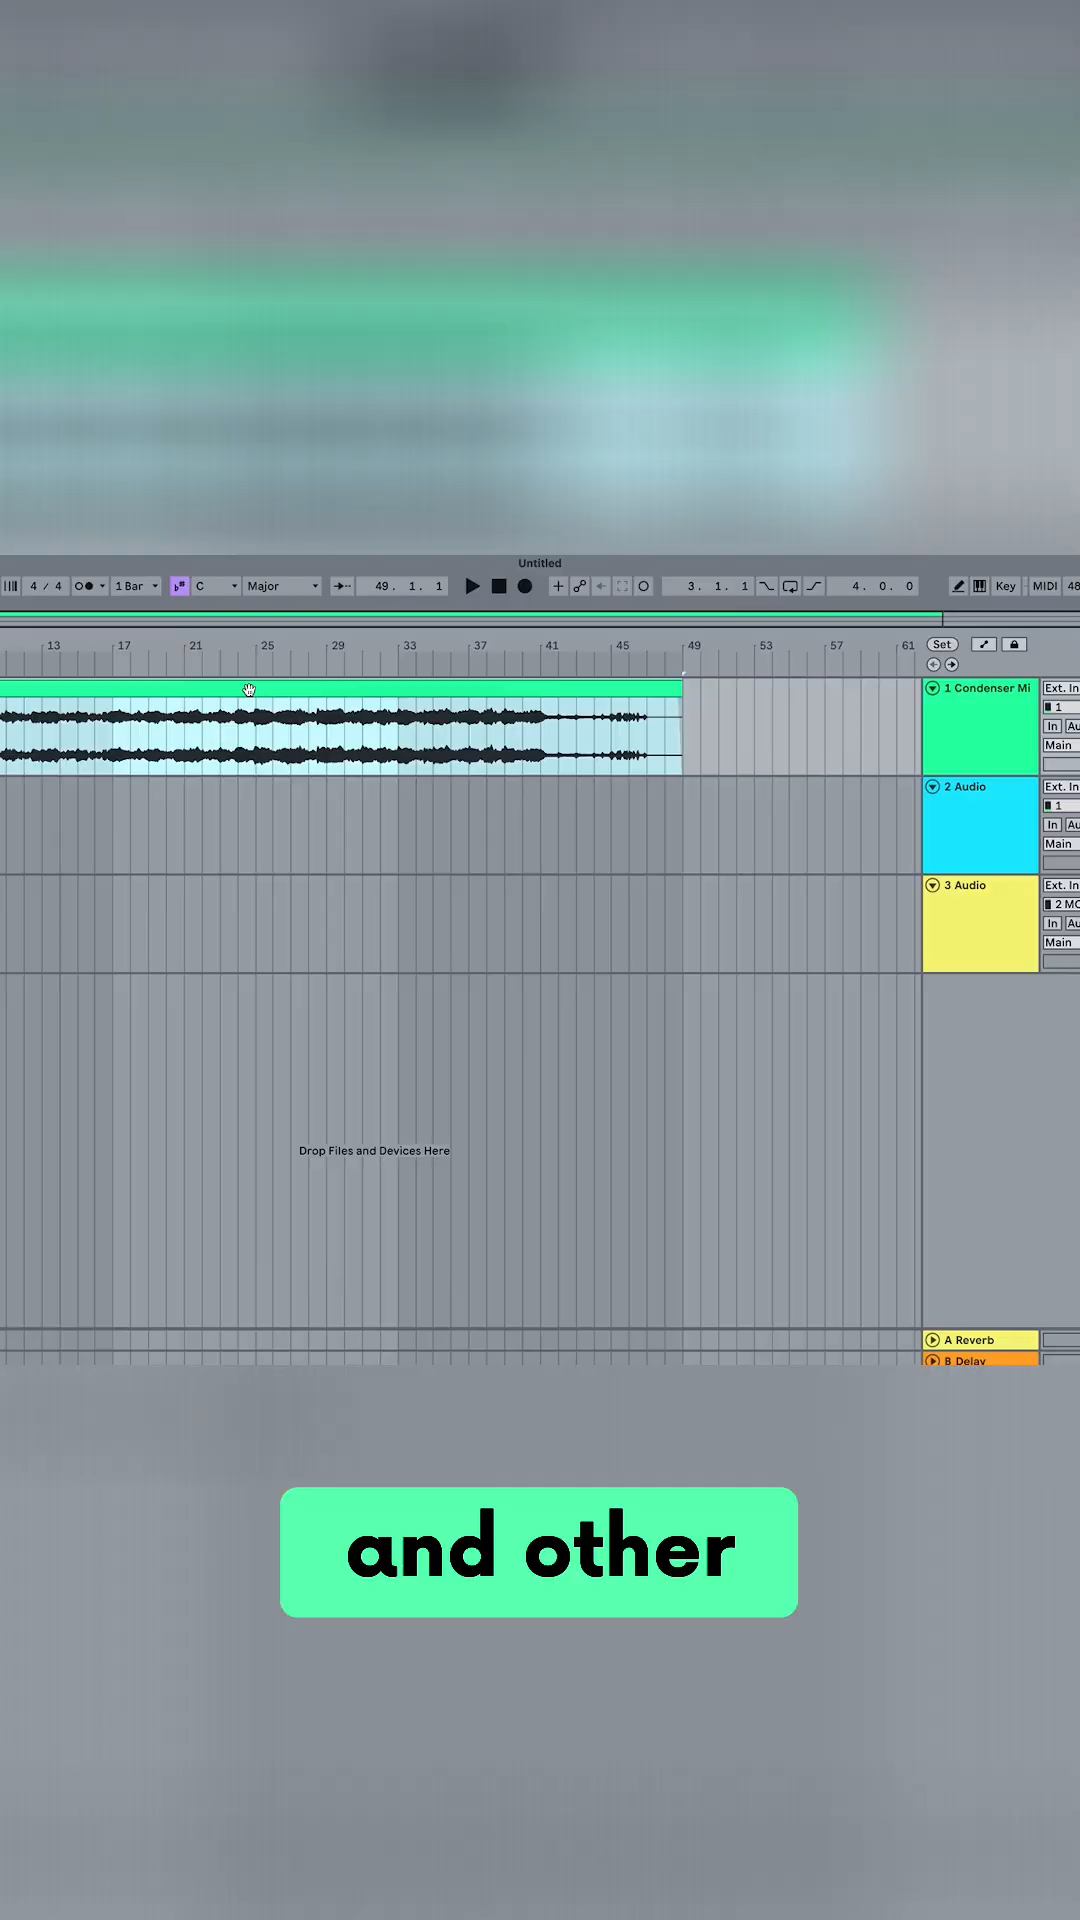 Untitled
4 / 4 1 Bar C Major 49. 1. 1 3. 1. 1 4. 0. 0 Key MIDI 48
13 17 21 25 29 33 37 41 45 49 53 57 61 Set
1 Condenser Mi Ext. In
1
In Au
Main
2 Audio Ext. In
1
In Au
Main
3 Audio Ext. In
2 MO
In Au
Main
Drop Files and Devices Here
A Reverb
B Delay
and other